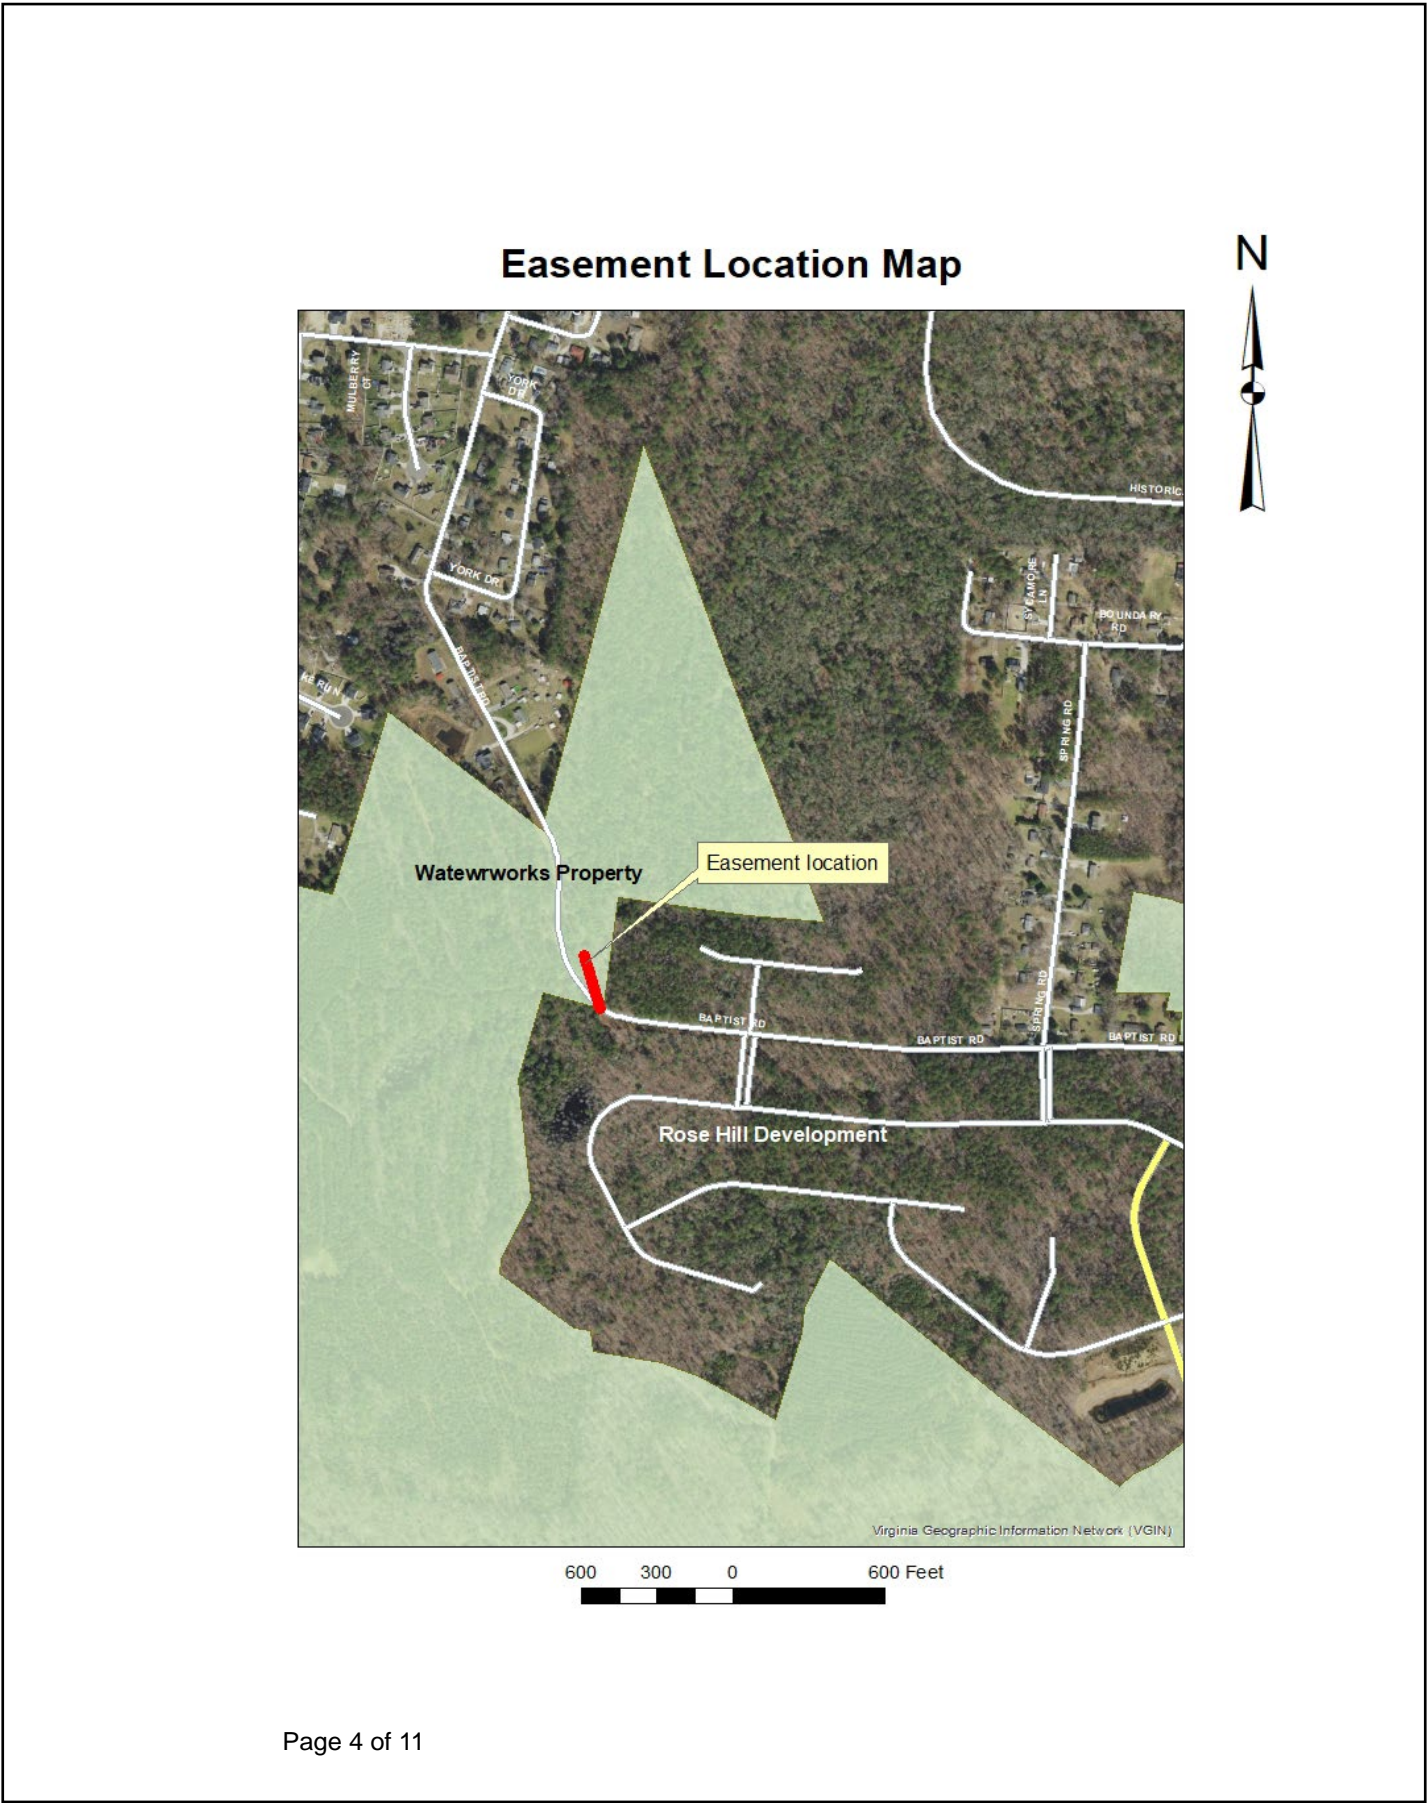 Easement Location Map
N
MULBERRY
CT
YORK
DR
HISTORIC
YORK DR
SYCAMORE
LN
BOUNDARY
RD
BAPTIST RD
KE RUN
SPRING RD
Easement location
Watewrworks Property
SPRING RD
BAPTIST RD
BAPTIST RD
BAPTIST RD
Rose Hill Development
Virginia Geographic Information Network (VGIN)
600 300 0 600 Feet
Page 4 of 11